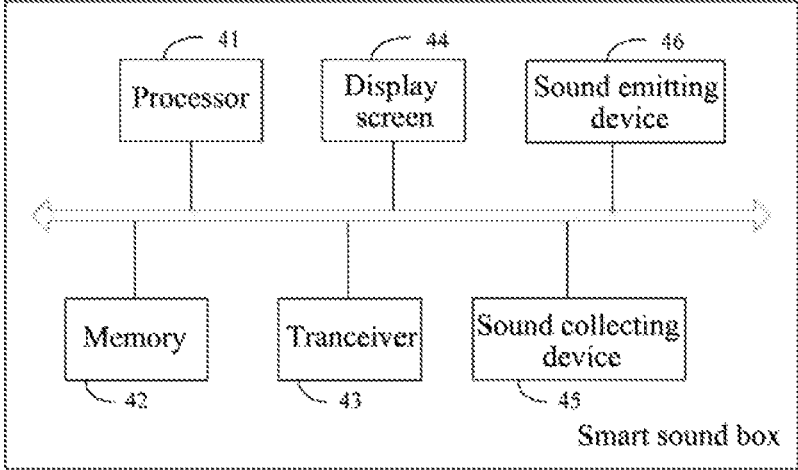 41
44
46
Processor
Display
screen
Sound emitting
device
Memory
Tranceiver
Sound collecting
device
42
43
45
Smart sound box